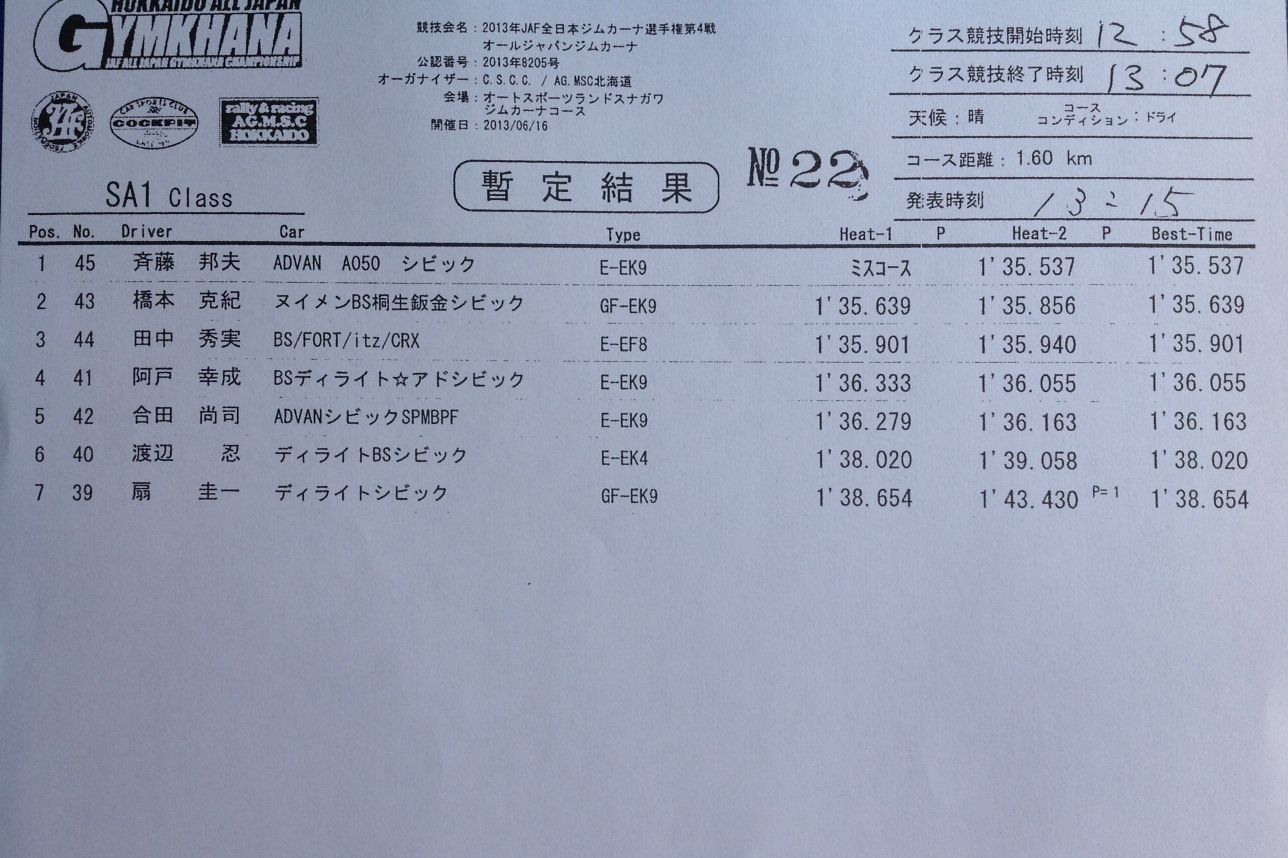 HOKKAIDO ALL JAPAN
GYMKHANA
JAF ALL JAPAN GYMKHANA CHAMPIONSHIP
JAF
CAR SPORTS CLUB
COCKPIT
rally & racing
AG.M.S.C
HOKKAIDO
競技会名：2013年JAF全日本ジムカーナ選手権第4戦
オールジャパンジムカーナ
公認番号：2013年8205号
オーガナイザー：C.S.C.C. / AG.MSC北海道
会場：オートスポーツランドスナガワ
ジムカーナコース
開催日：2013/06/16
クラス競技開始時刻 12:58
クラス競技終了時刻 13:07
天候：晴 コースコンディション：ドライ
コース距離：1.60 km
発表時刻 13:15
SA1 Class
暫定結果
№ 22
Pos. No. Driver Car Type Heat-1 P Heat-2 P Best-Time
1 45 斉藤 邦夫 ADVAN A050 シビック E-EK9 ミスコース 1'35.537 1'35.537
2 43 橋本 克紀 ヌイメンBS桐生鈑金シビック GF-EK9 1'35.639 1'35.856 1'35.639
3 44 田中 秀実 BS/FORT/itz/CRX E-EF8 1'35.901 1'35.940 1'35.901
4 41 阿戸 幸成 BSディライト☆アドシビック E-EK9 1'36.333 1'36.055 1'36.055
5 42 合田 尚司 ADVANシビックSPMBPF E-EK9 1'36.279 1'36.163 1'36.163
6 40 渡辺 忍 ディライトBSシビック E-EK4 1'38.020 1'39.058 1'38.020
7 39 扇 圭一 ディライトシビック GF-EK9 1'38.654 1'43.430 P=1 1'38.654